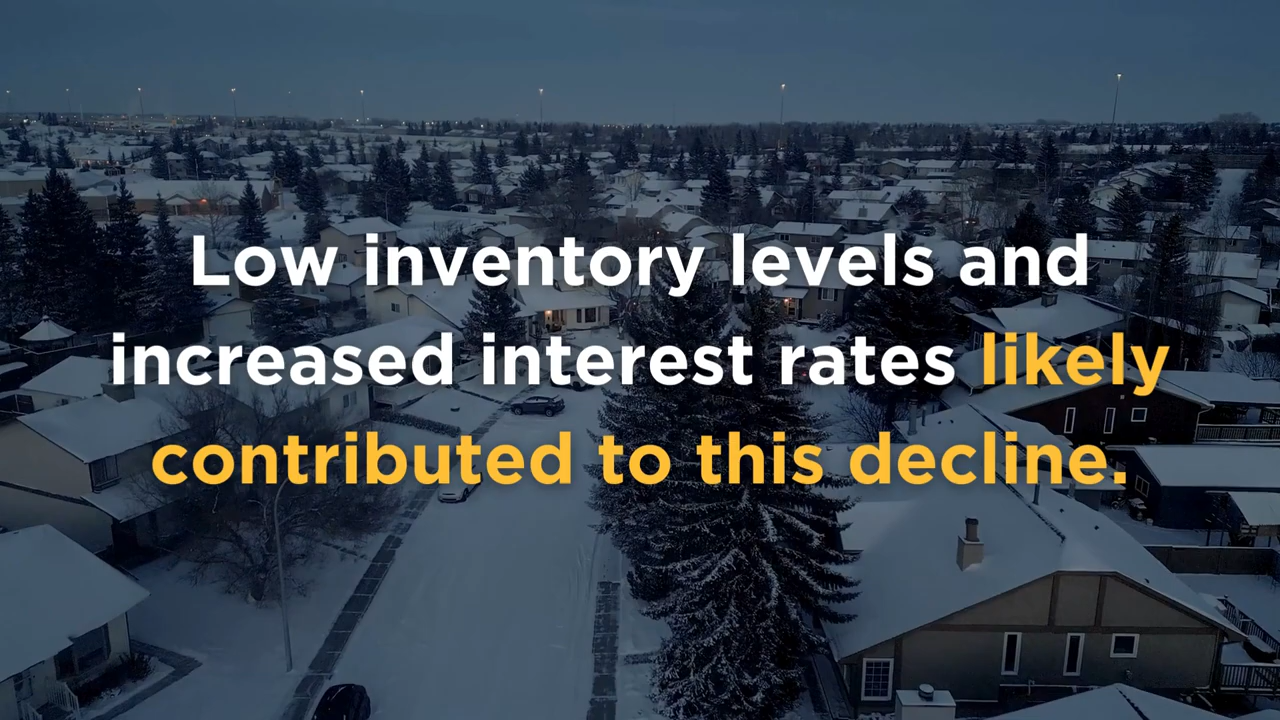 Low inventory levels and
increased interest rates likely
contributed to this decline.